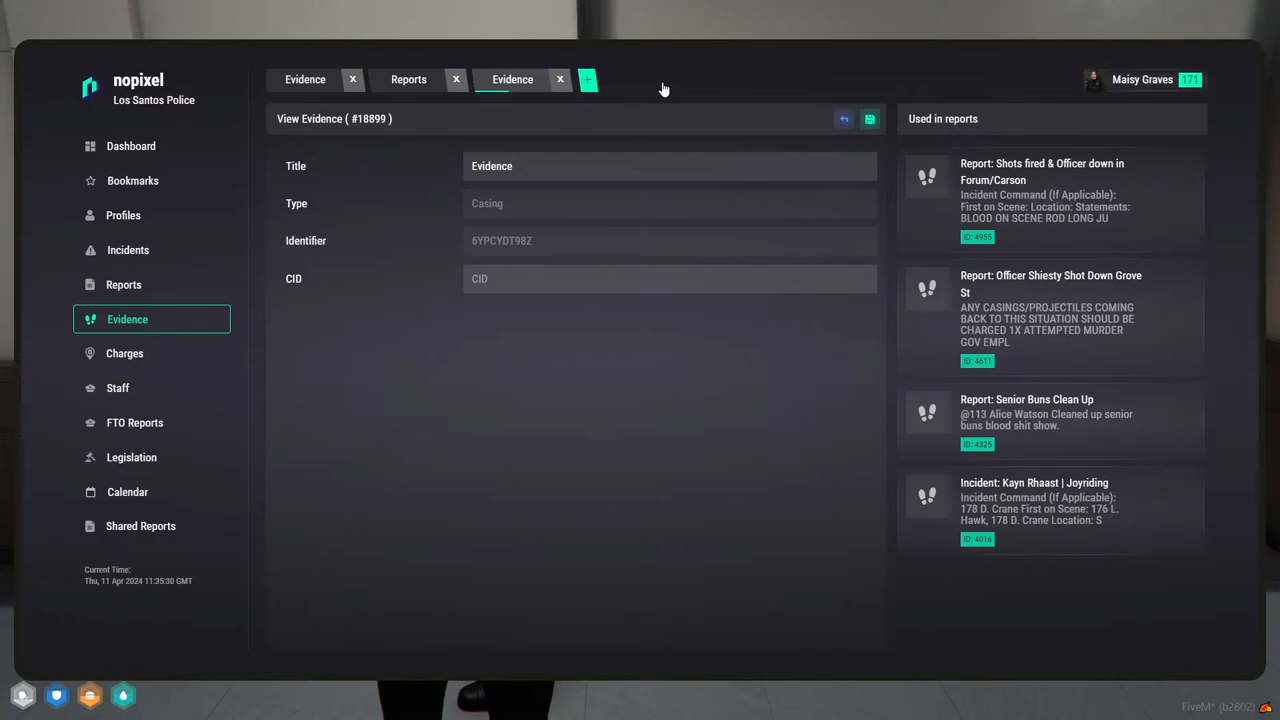 nopixel
Los Santos Police
Dashboard
Bookmarks
Profiles
Incidents
Reports
Evidence
Charges
Staff
FTO Reports
Legislation
Calendar
Shared Reports
Current Time:
Thu, 11 Apr 2024 11:35:30 GMT
Evidence x Reports x Evidence x +
View Evidence ( #18899 )
Title Evidence
Type Casing
Identifier 6YPCYDT98Z
CID CID
Maisy Graves 171
Used in reports
Report: Shots fired & Officer down in
Forum/Carson
Incident Command (If Applicable):
First on Scene: Location: Statements:
BLOOD ON SCENE ROD LONG JU
ID: 4955
Report: Officer Shiesty Shot Down Grove
St
ANY CASINGS/PROJECTILES COMING
BACK TO THIS SITUATION SHOULD BE
CHARGED 1X ATTEMPTED MURDER
GOV EMPL
ID: 4611
Report: Senior Buns Clean Up
@113 Alice Watson Cleaned up senior
buns blood shit show.
ID: 4325
Incident: Kayn Rhaast | Joyriding
Incident Command (If Applicable):
178 D. Crane First on Scene: 176 L.
Hawk, 178 D. Crane Location: S
ID: 4016
FiveM* (b2802)